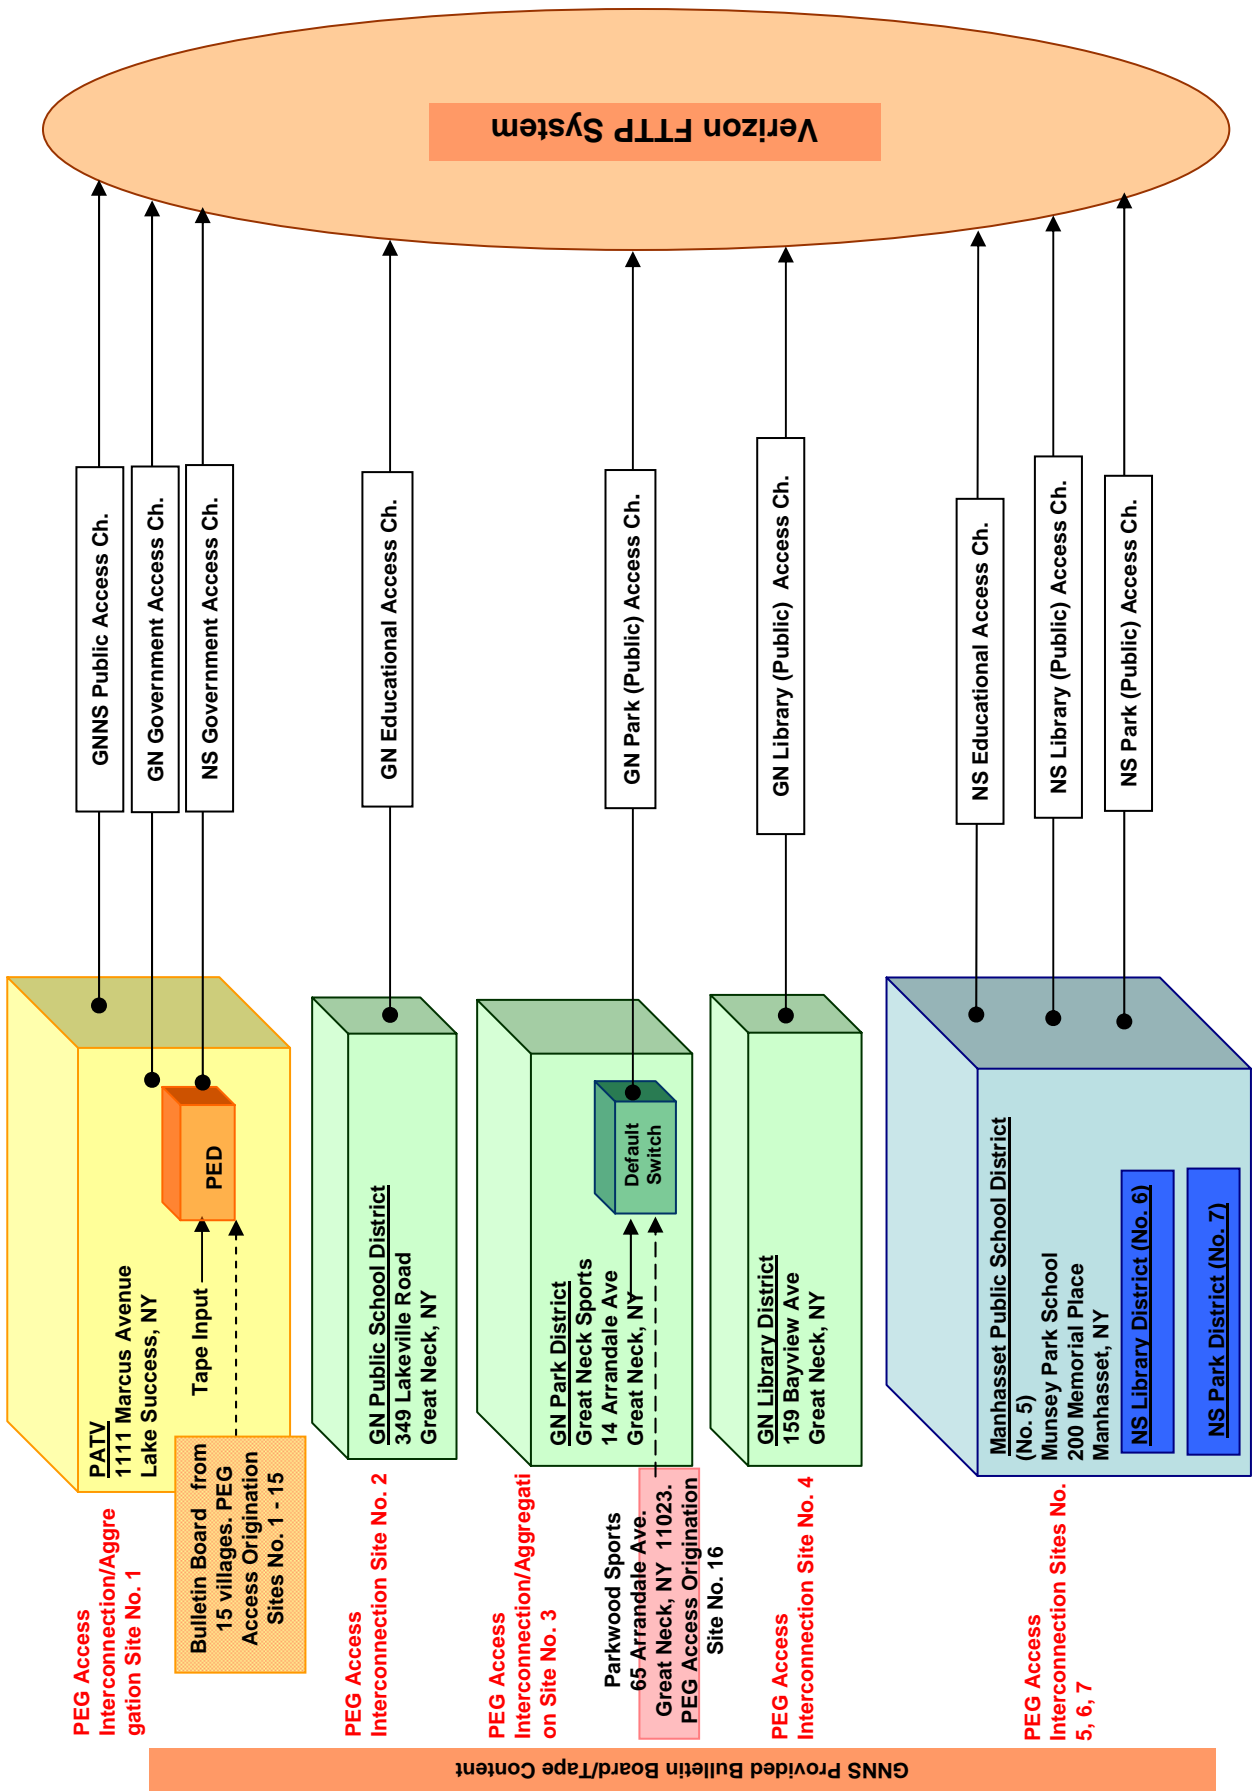 GNNS Provided Bulletin Board/Tape Content
PEG Access
Interconnection/Aggre
gation Site No. 1
Bulletin Board from
15 villages. PEG
Access Origination
Sites No. 1 - 15
PATV
1111 Marcus Avenue
Lake Success, NY
Tape Input
PED
GNNS Public Access Ch.
GN Government Access Ch.
NS Government Access Ch.
PEG Access
Interconnection Site No. 2
GN Public School District
349 Lakeville Road
Great Neck, NY
GN Educational Access Ch.
PEG Access
Interconnection/Aggregati
on Site No. 3
Parkwood Sports
65 Arrandale Ave.
Great Neck, NY 11023.
PEG Access Origination
Site No. 16
GN Park District
Great Neck Sports
14 Arrandale Ave
Great Neck, NY
Default
Switch
GN Park (Public) Access Ch.
PEG Access
Interconnection Site No. 4
GN Library District
159 Bayview Ave
Great Neck, NY
GN Library (Public) Access Ch.
PEG Access
Interconnection Sites No.
5, 6, 7
Manhasset Public School District
(No. 5)
Munsey Park School
200 Memorial Place
Manhasset, NY
NS Library District (No. 6)
NS Park District (No. 7)
NS Educational Access Ch.
NS Library (Public) Access Ch.
NS Park (Public) Access Ch.
Verizon FTTP System